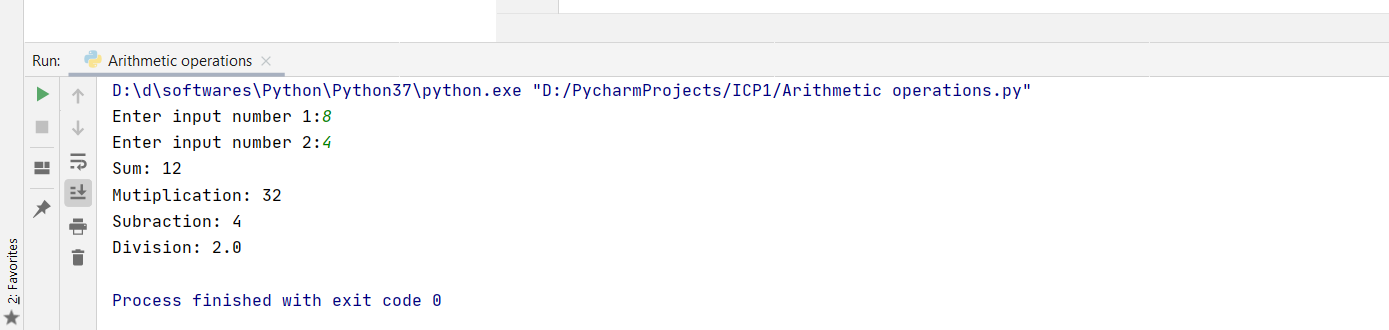 Run: Arithmetic operations
D:\d\softwares\Python\Python37\python.exe "D:/PycharmProjects/ICP1/Arithmetic operations.py"
Enter input number 1:8
Enter input number 2:4
Sum: 12
Mutiplication: 32
Subraction: 4
Division: 2.0
Process finished with exit code 0
2: Favorites